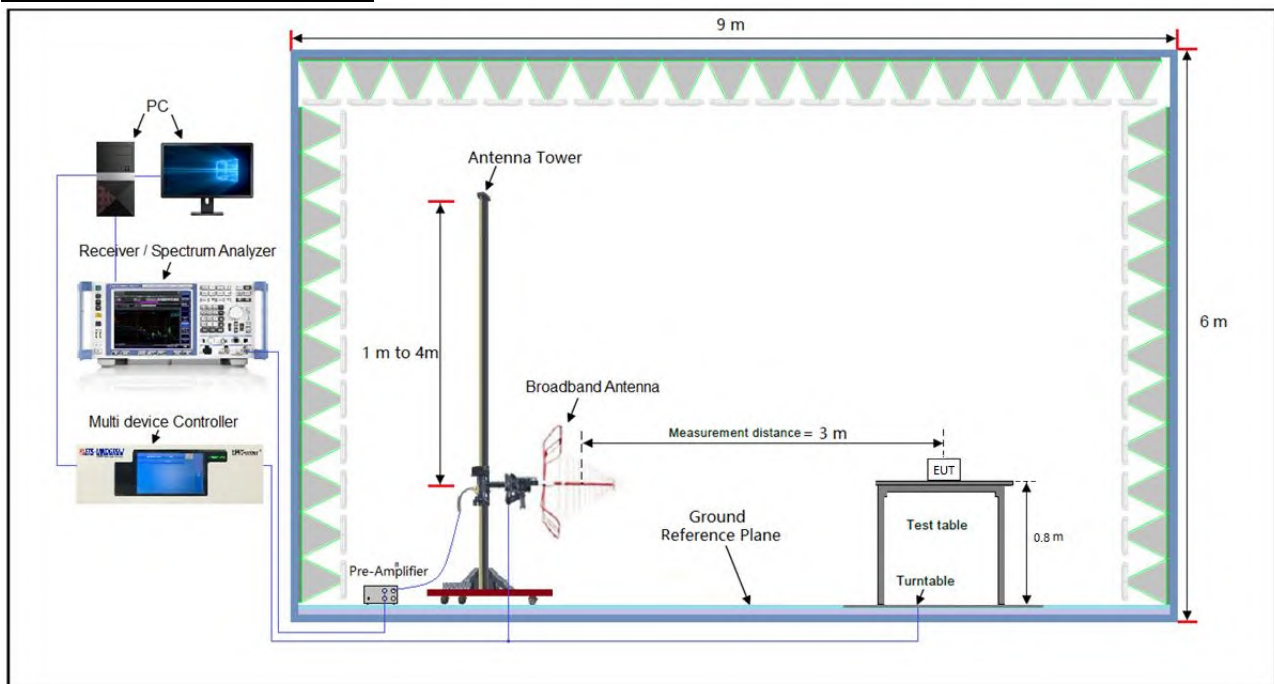 9 m
PC
Antenna Tower
Receiver / Spectrum Analyzer
1 m to 4m
6 m
Broadband Antenna
Multi device Controller
Measurement distance = 3 m
EUT
Ground
Reference Plane
Test table
0.8 m
Pre-Amplifier
Turntable